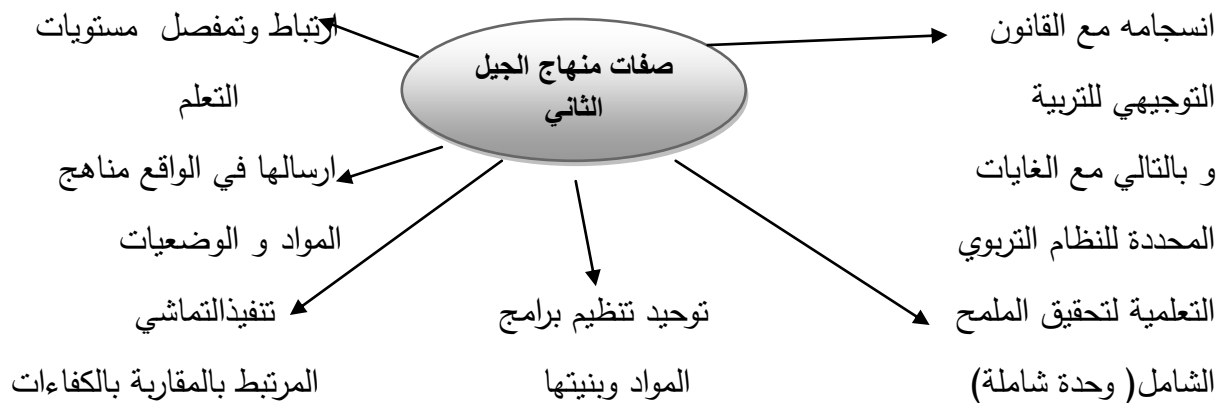 صفات منهاج الجيل
الثاني
انسجامه مع القانون
التوجيهي للتربية
و بالتالي مع الغايات
المحددة للنظام التربوي
التعلمية لتحقيق الملمح
الشامل( وحدة شاملة)
توحيد تنظيم برامج
المواد وبنيتها
ارتباط وتمفصل مستويات
التعلم
ارسالها في الواقع مناهج
المواد و الوضعيات
تنفيذالتماشي
المرتبط بالمقاربة بالكفاءات